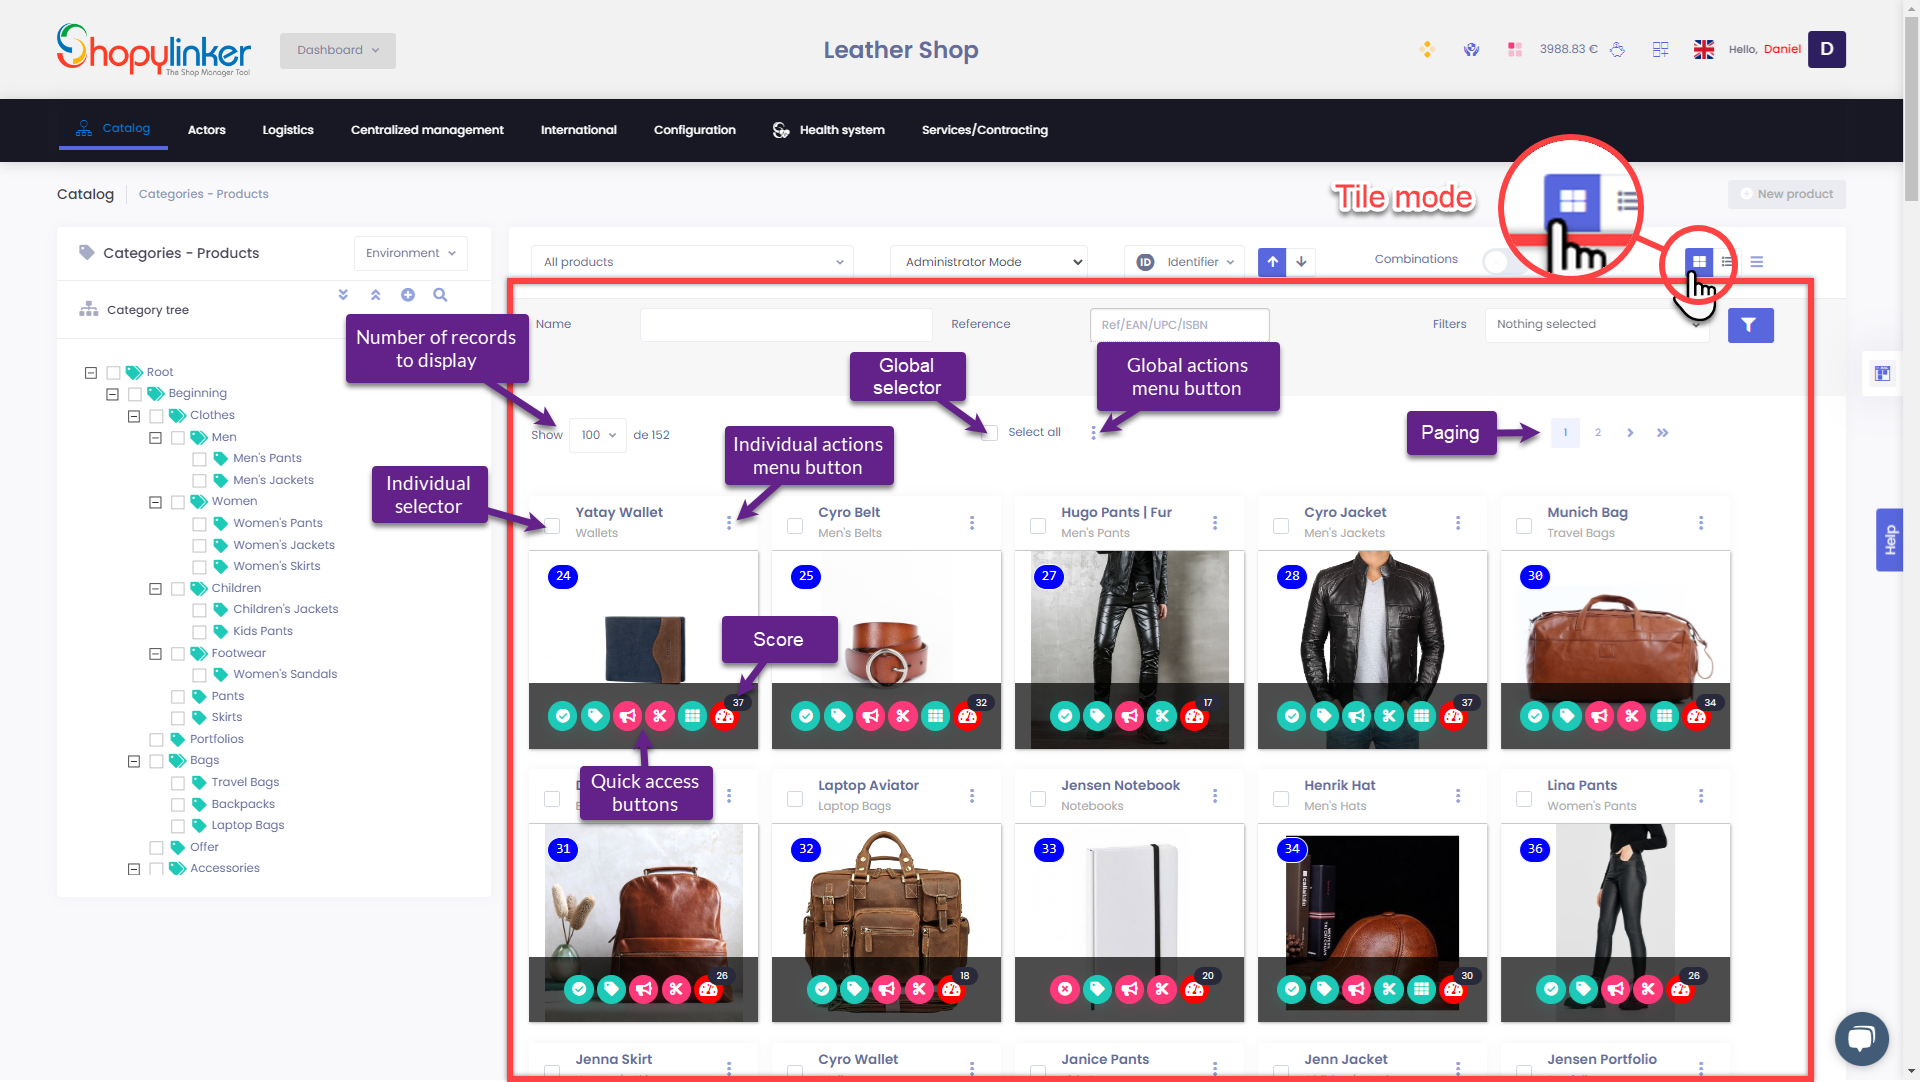 Shopylinker
The Shop Manager Tool
Dashboard
Leather Shop
3988.83 €
Hello, Daniel
D
Catalog
Actors
Logistics
Centralized management
International
Configuration
Health system
Services/Contracting
Catalog
Categories - Products
Tile mode
New product
Categories - Products
Environment
All products
Administrator Mode
ID
Identifier
Combinations
Category tree
Name
Reference
Ref/EAN/UPC/ISBN
Filters
Nothing selected
Number of records
to display
Global
selector
Global actions
menu button
Show
100
de 152
Select all
Paging
1
2
Individual actions
menu button
Individual
selector
Root
Beginning
Clothes
Men
Men's Pants
Men's Jackets
Women
Women's Pants
Women's Jackets
Women's Skirts
Children
Children's Jackets
Kids Pants
Footwear
Women's Sandals
Pants
Skirts
Portfolios
Bags
Travel Bags
Backpacks
Laptop Bags
Offer
Accessories
Help
Yatay Wallet
Wallets
Cyro Belt
Men's Belts
Hugo Pants | Fur
Men's Pants
Cyro Jacket
Men's Jackets
Munich Bag
Travel Bags
24
25
27
28
30
Score
37
32
17
37
34
Quick access
buttons
Laptop Aviator
Laptop Bags
Jensen Notebook
Notebooks
Henrik Hat
Men's Hats
Lina Pants
Women's Pants
31
32
33
34
36
26
18
20
30
26
Jenna Skirt
Cyro Wallet
Janice Pants
Jenn Jacket
Jensen Portfolio